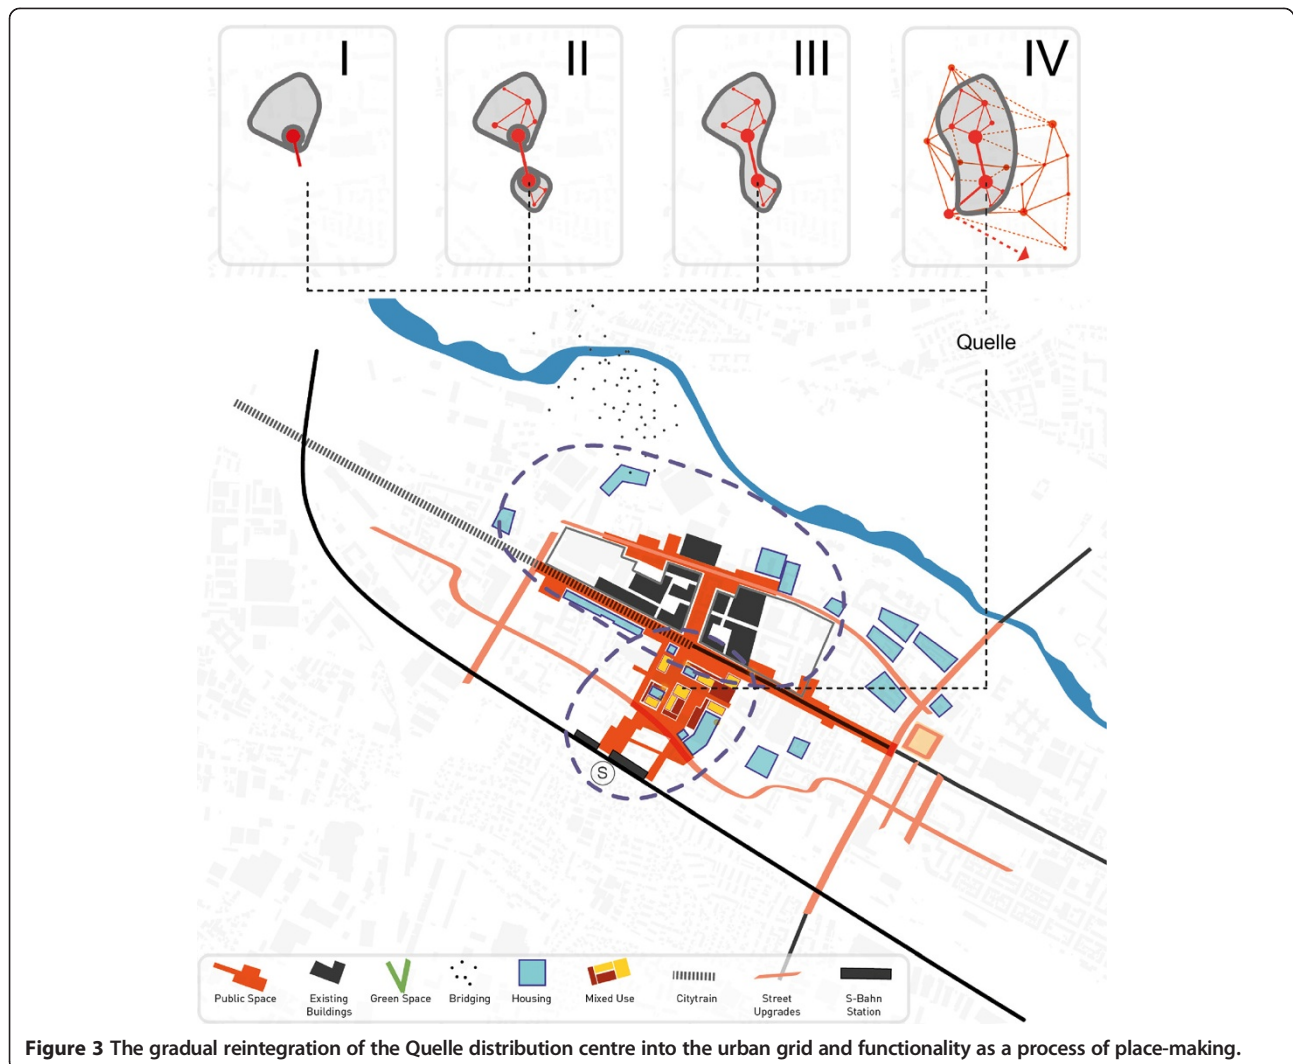 I
II
III
IV
Quelle
S
Public Space
Existing
Buildings
Green Space
Bridging
Housing
Mixed Use
Citytrain
Street
Upgrades
S-Bahn
Station
Figure 3 The gradual reintegration of the Quelle distribution centre into the urban grid and functionality as a process of place-making.